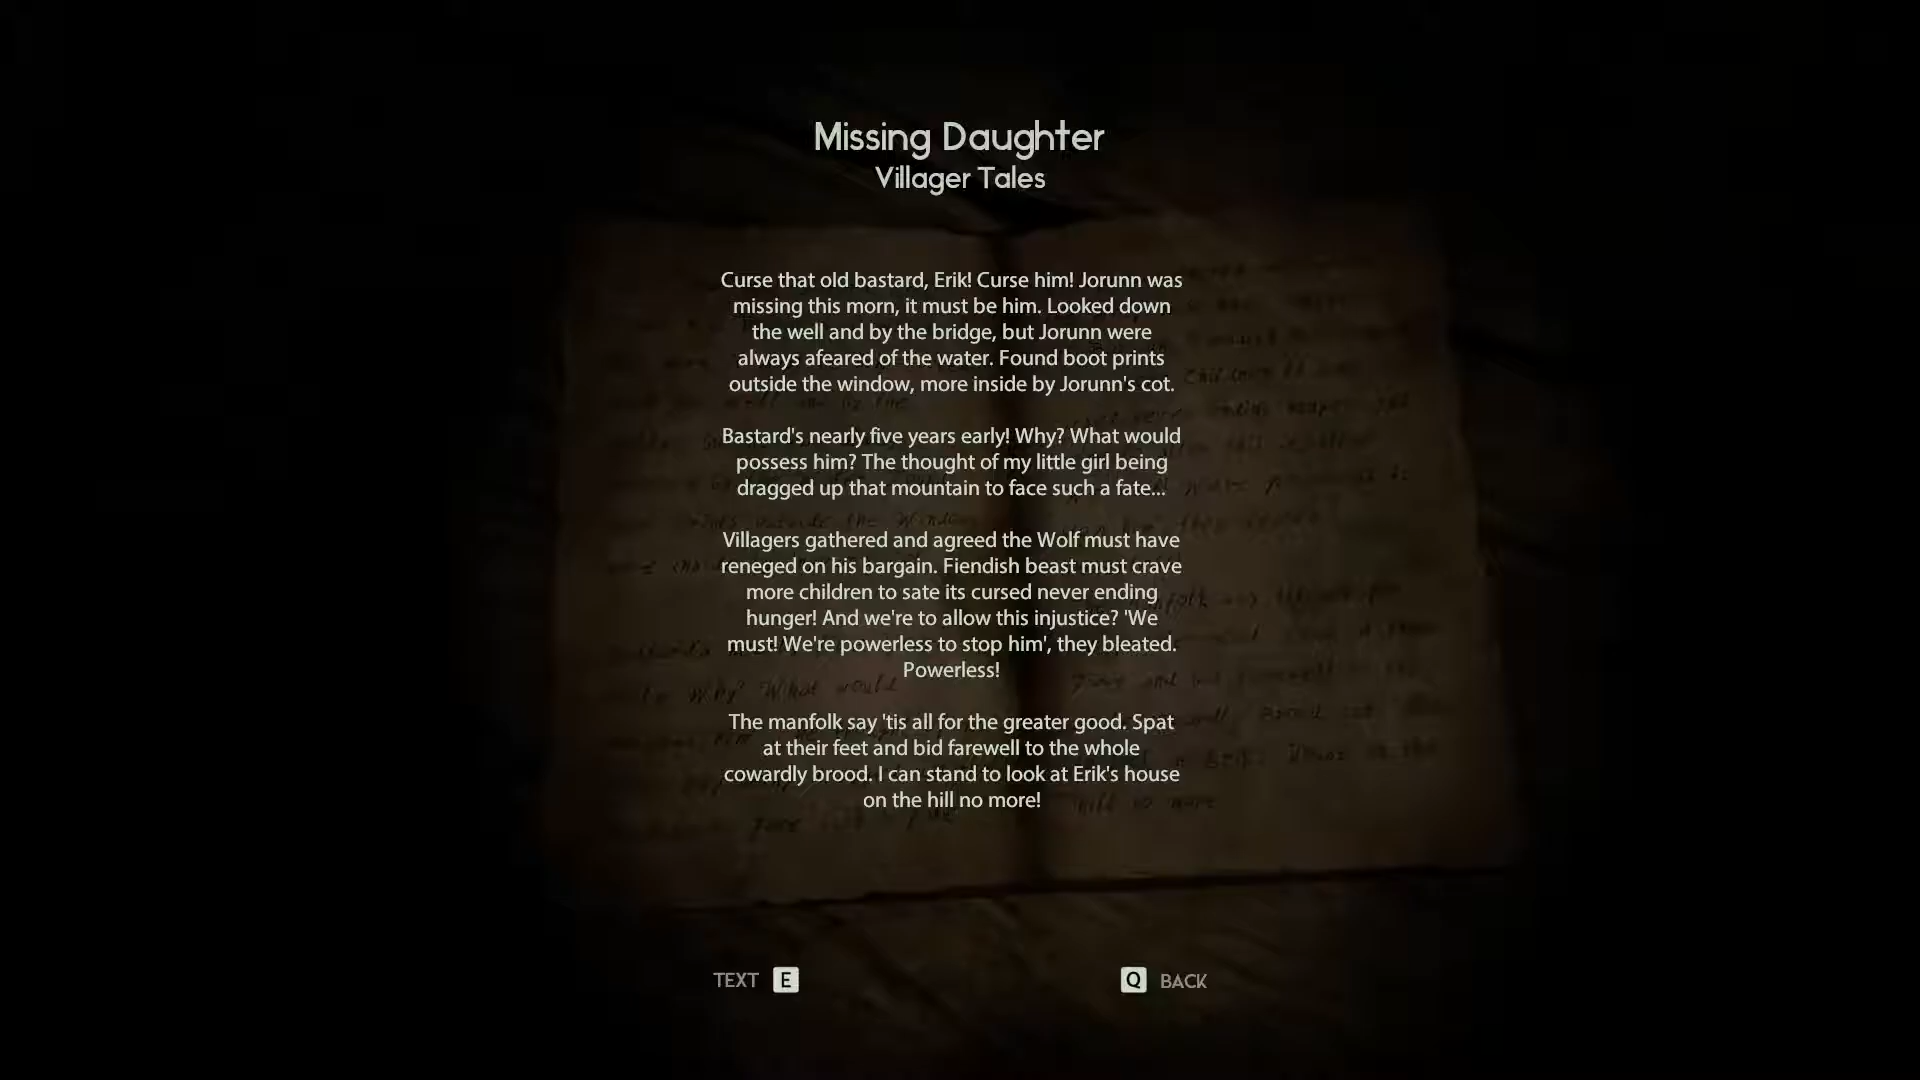 Missing Daughter
Villager Tales
Curse that old bastard, Erik! Curse him! Jorunn was
missing this morn, it must be him. Looked down
the well and by the bridge, but Jorunn were
always afeared of the water. Found boot prints
outside the window, more inside by Jorunn's cot.
Bastard's nearly five years early! Why? What would
possess him? The thought of my little girl being
dragged up that mountain to face such a fate...
Villagers gathered and agreed the Wolf must have
reneged on his bargain. Fiendish beast must crave
more children to sate its cursed never ending
hunger! And we're to allow this injustice? 'We
must! We're powerless to stop him', they bleated.
Powerless!
The manfolk say 'tis all for the greater good. Spat
at their feet and bid farewell to the whole
cowardly brood. I can stand to look at Erik's house
on the hill no more!
TEXT E
Q BACK